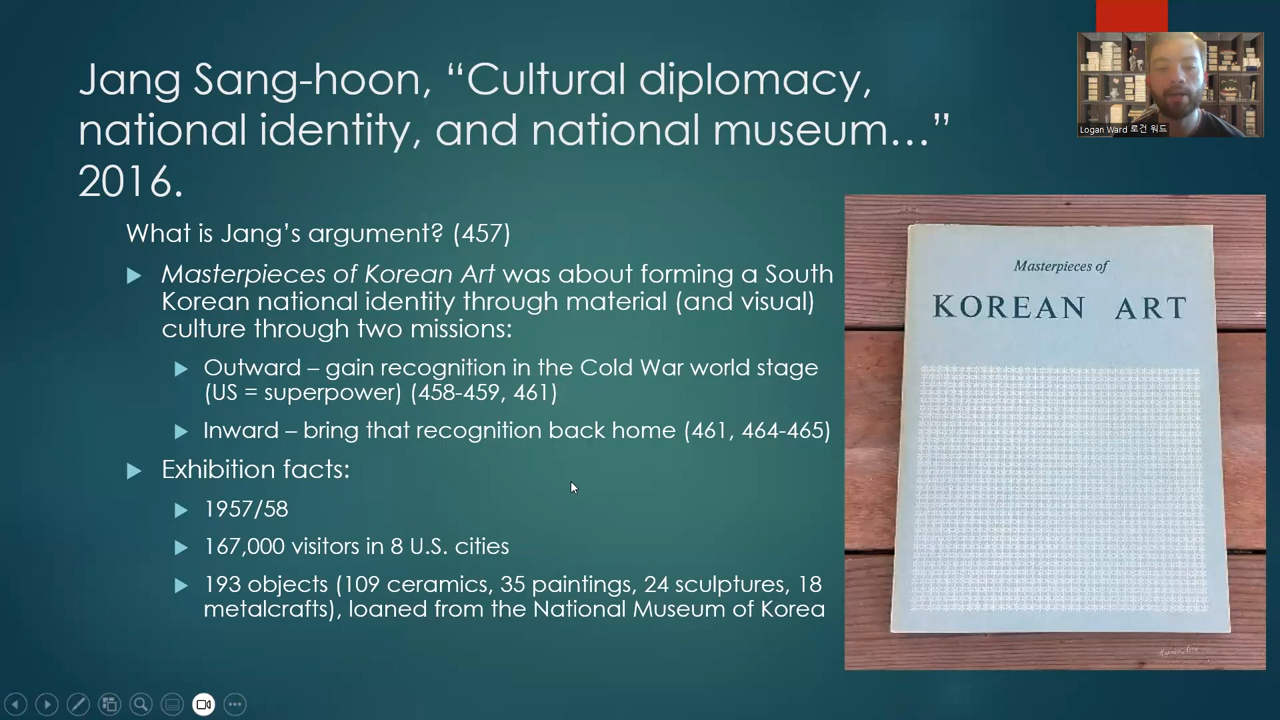 Jang Sang-hoon, “Cultural diplomacy,
national identity, and national museum…”
2016.
Logan Ward 로건 워드
What is Jang’s argument? (457)
Masterpieces of Korean Art was about forming a South
Korean national identity through material (and visual)
culture through two missions:
Outward – gain recognition in the Cold War world stage
(US = superpower) (458-459, 461)
Inward – bring that recognition back home (461, 464-465)
Exhibition facts:
1957/58
167,000 visitors in 8 U.S. cities
193 objects (109 ceramics, 35 paintings, 24 sculptures, 18
metalcrafts), loaned from the National Museum of Korea
Masterpieces of
KOREAN ART